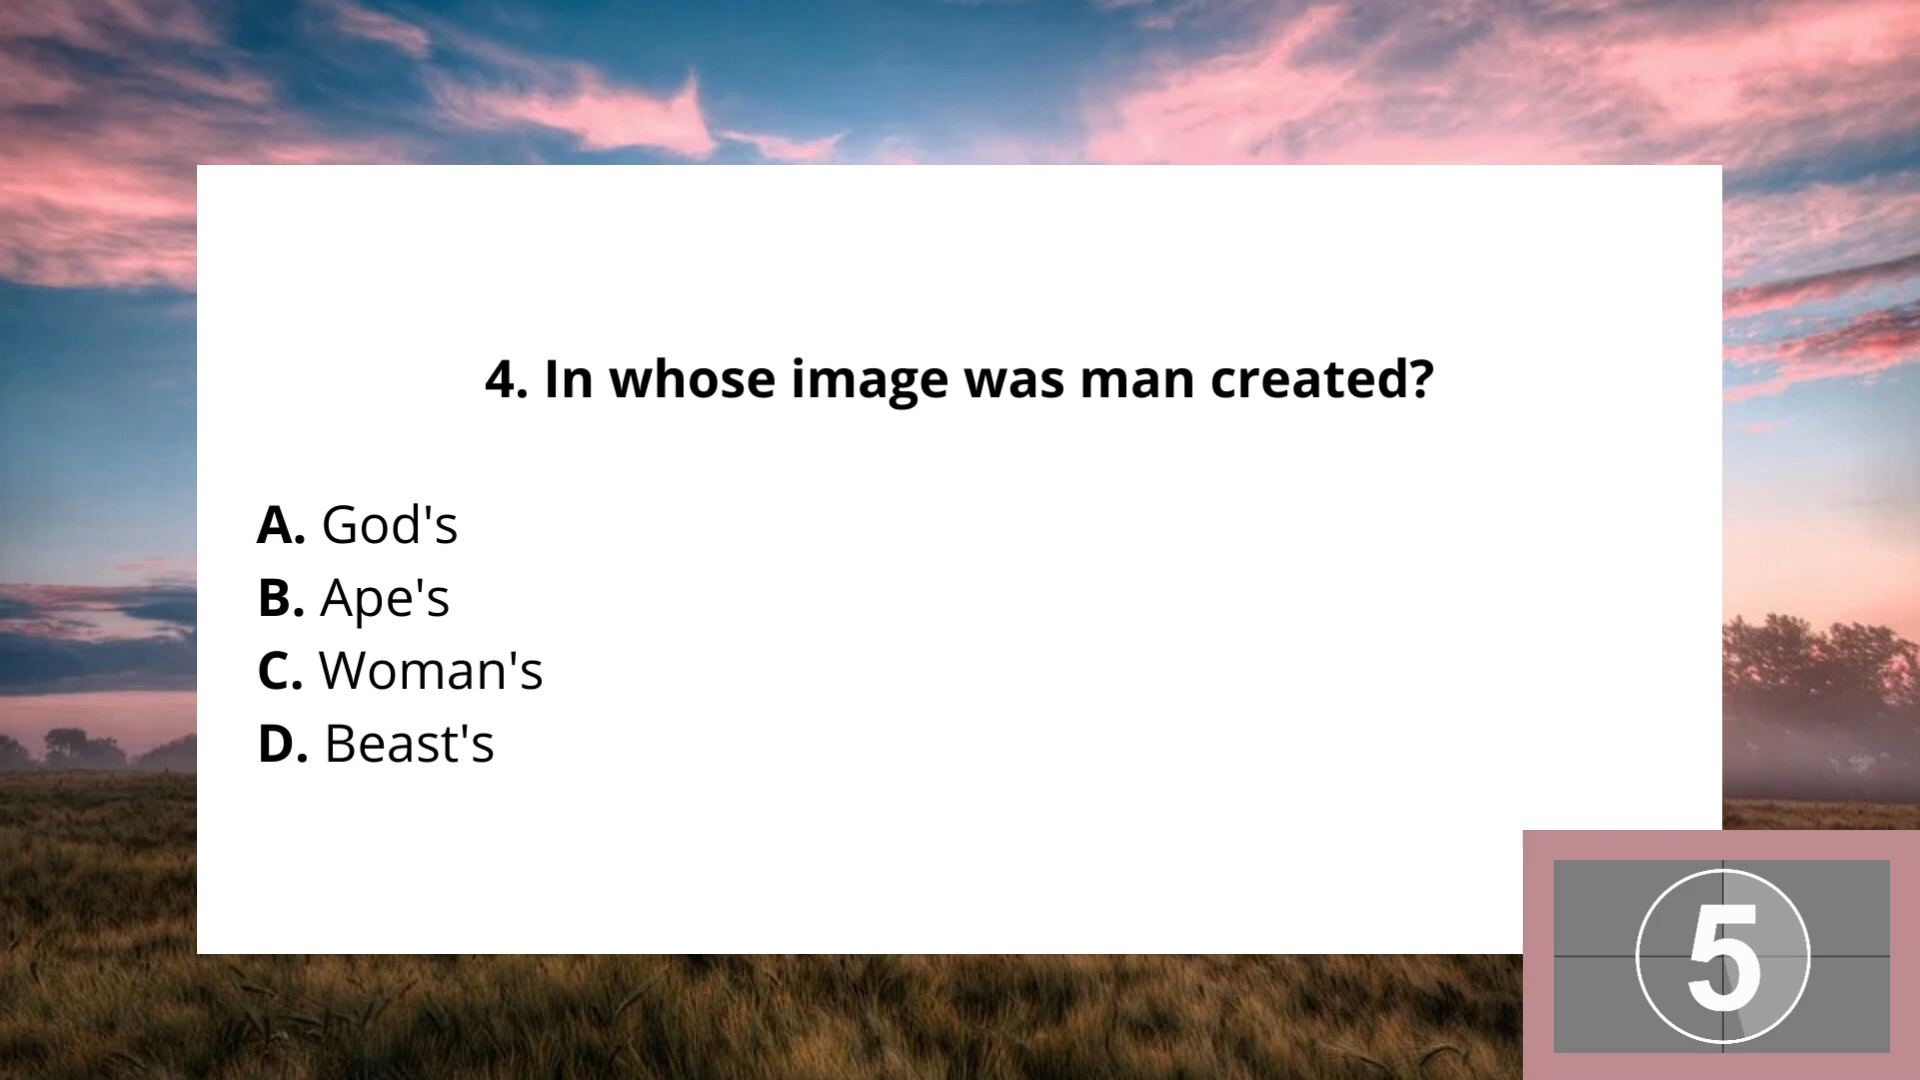 4. In whose image was man created?
A. God's
B. Ape's
C. Woman's
D. Beast's
5